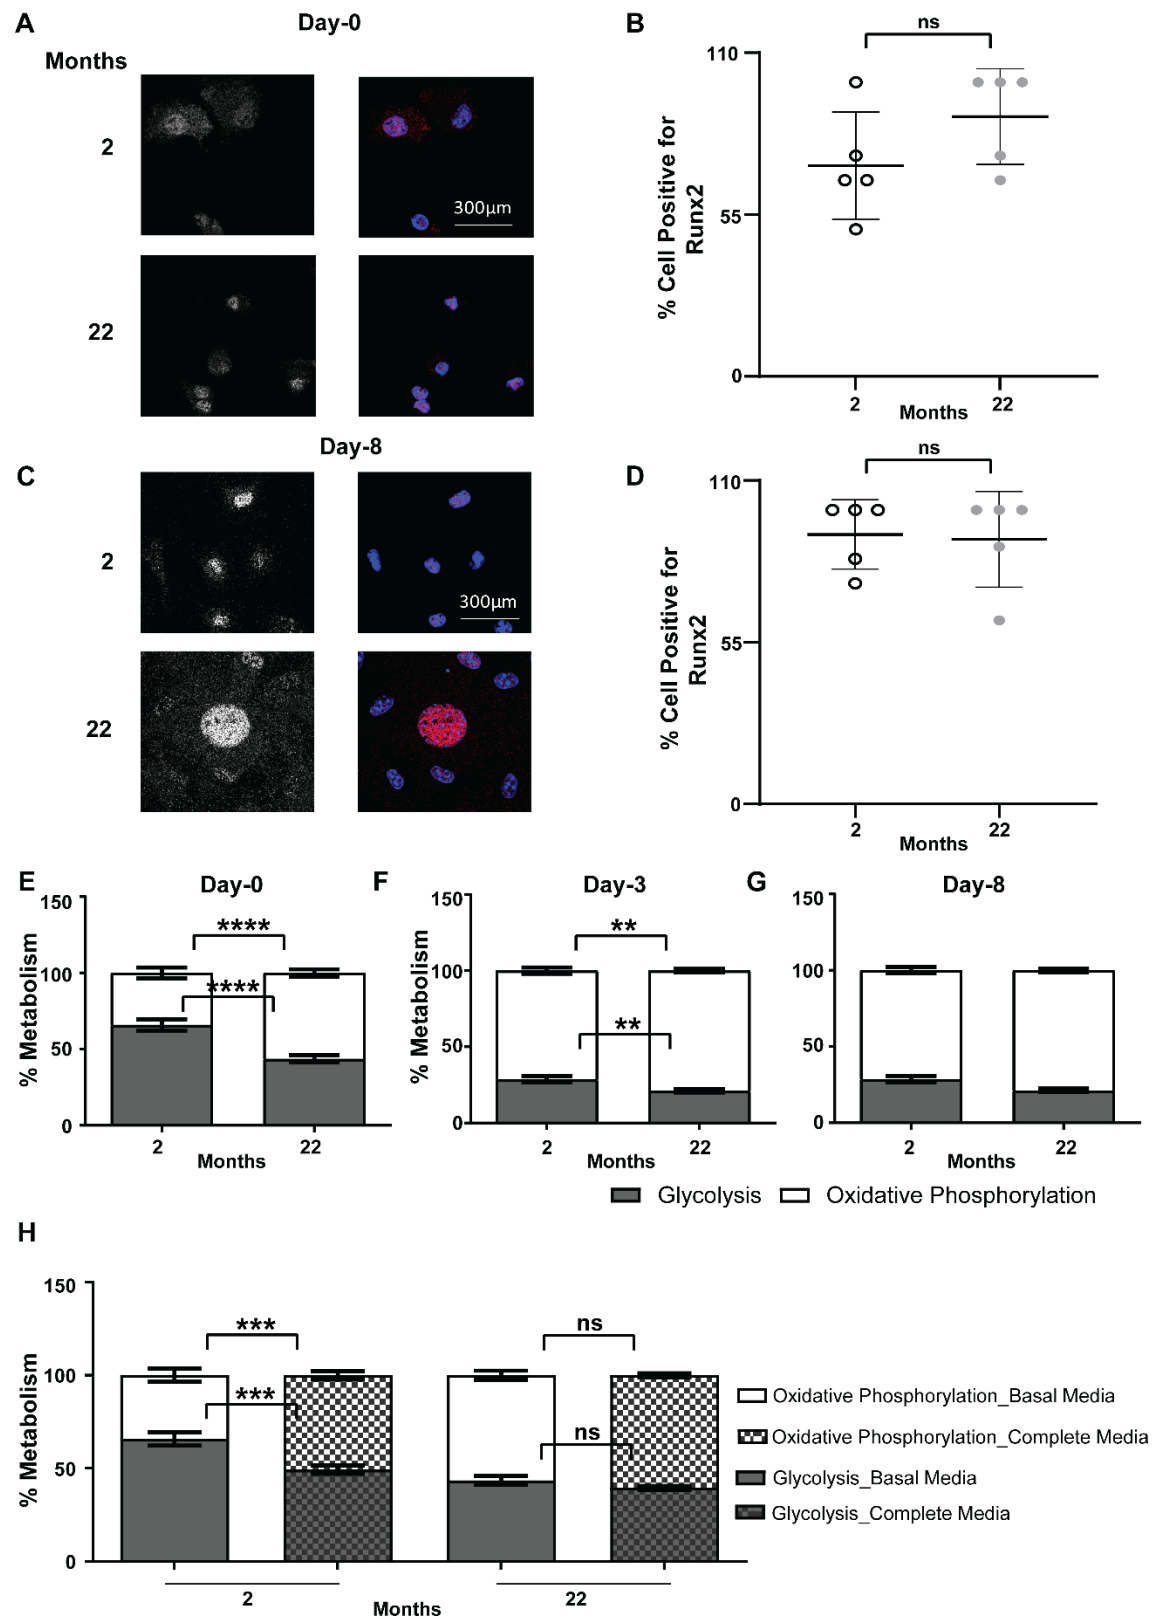 A
Day-0
Months
2
300µm
22
B
ns
110
55
0
% Cell Positive for
Runx2
2
Months
22
Day-8
C
2
300µm
22
D
ns
110
55
0
% Cell Positive for
Runx2
2
Months
22
E
Day-0
150
100
50
0
% Metabolism
****
****
2
22
Months
F
Day-3
150
100
50
0
% Metabolism
**
**
2
22
Months
G
Day-8
150
100
50
0
2
22
Months
Glycolysis
Oxidative Phosphorylation
H
150
100
50
0
% Metabolism
***
***
ns
ns
2
22
Months
Oxidative Phosphorylation_Basal Media
Oxidative Phosphorylation_Complete Media
Glycolysis_Basal Media
Glycolysis_Complete Media